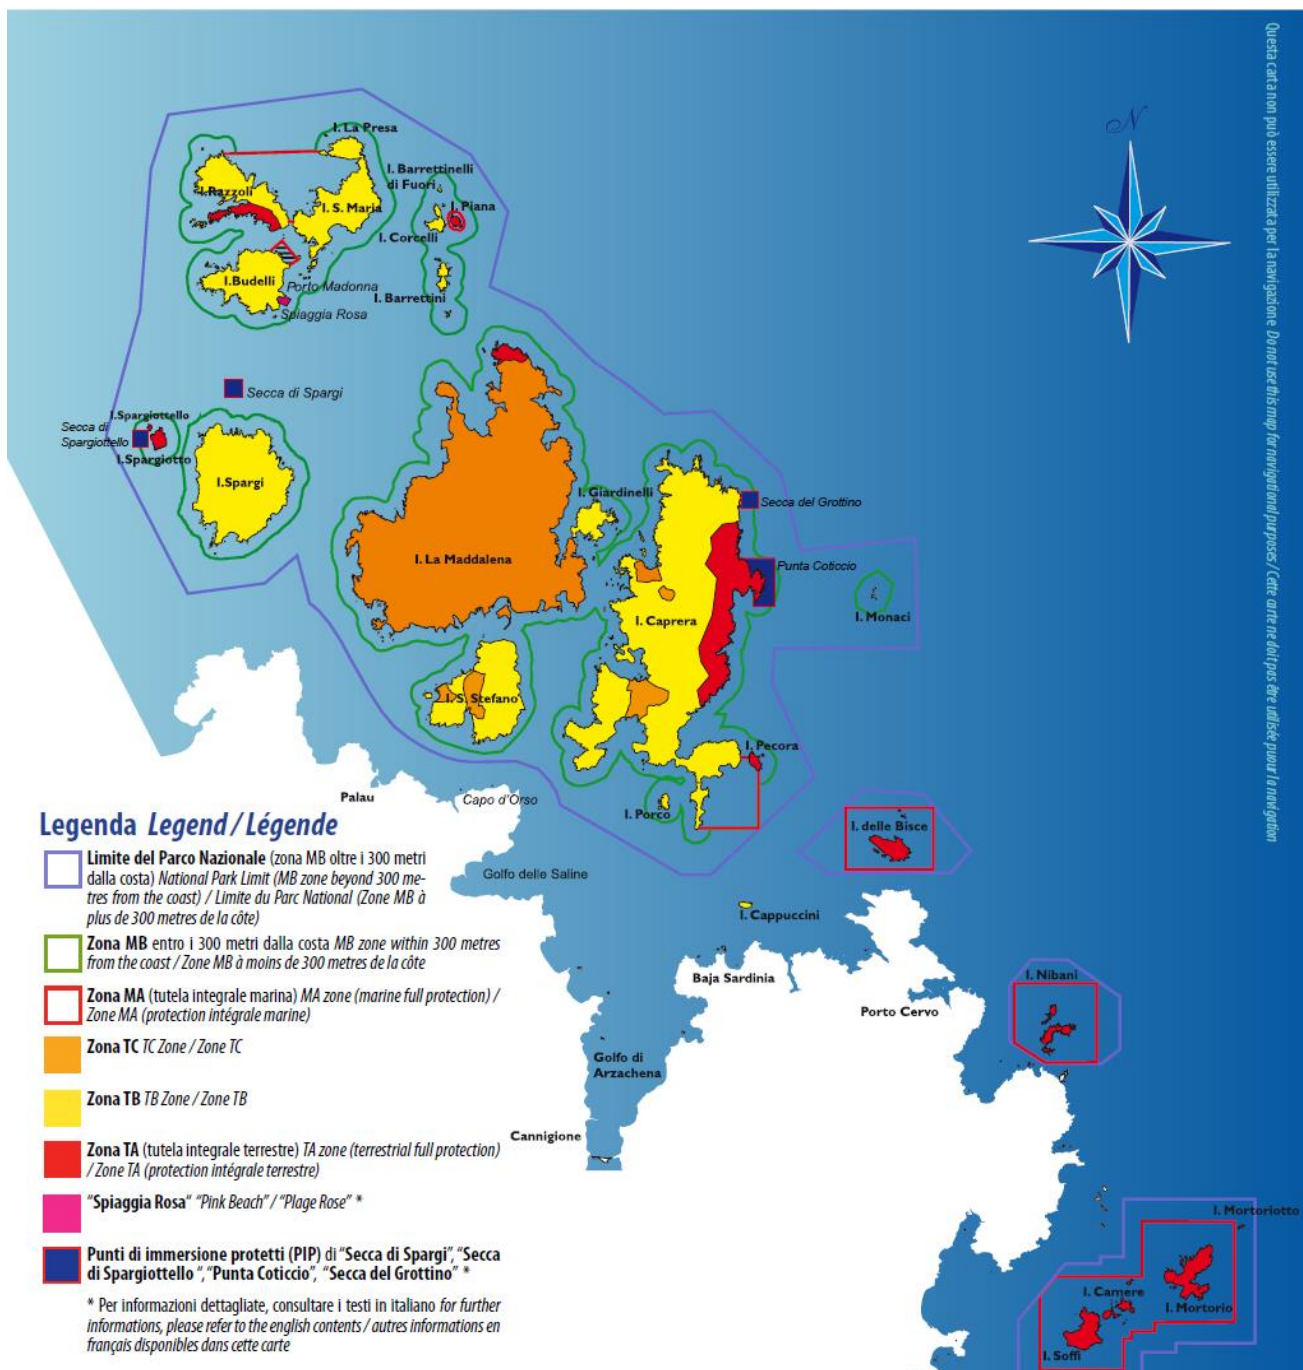 N
Questa carta non può essere utilizzata per la navigazione Do not use this map for navigational purposes / Cette carte ne doit pas être utilisée puour la navigation
I. La Presa
I. Barrettinelli
di Fuori
I.Razzoli
I. Piana
I. S. Maria
I. Corcelli
I.Budelli
Porto Madonna
I. Barrettini
Spiaggia Rosa
Secca di Spargi
I.Spargiottello
Secca di
Spargiottello
I.Spargiotto
I.Spargi
I. Giardinelli
Secca del Grottino
I. La Maddalena
Punta Coticcio
I. Monaci
I. Caprera
I. S. Stefano
I. Pecora
Palau
Capo d'Orso
I. Porco
I. delle Bisce
Golfo delle Saline
I. Cappuccini
Baja Sardinia
I. Nibani
Porto Cervo
Golfo di
Arzachena
Cannigione
I. Mortoriotto
I. Camere
I. Mortorio
I. Soffi
Legenda Legend / Légende
Limite del Parco Nazionale (zona MB oltre i 300 metri
dalla costa) National Park Limit (MB zone beyond 300 me-
tres from the coast) / Limite du Parc National (Zone MB à
plus de 300 metres de la côte)
Zona MB entro i 300 metri dalla costa MB zone within 300 metres
from the coast / Zone MB à moins de 300 metres de la côte
Zona MA (tutela integrale marina) MA zone (marine full protection) /
Zone MA (protection intégrale marine)
Zona TC TC Zone / Zone TC
Zona TB TB Zone / Zone TB
Zona TA (tutela integrale terrestre) TA zone (terrestrial full protection)
/ Zone TA (protection intégrale terrestre)
"Spiaggia Rosa" "Pink Beach" / "Plage Rose" *
Punti di immersione protetti (PIP) di "Secca di Spargi", "Secca
di Spargiottello ", "Punta Coticcio", "Secca del Grottino" *
* Per informazioni dettagliate, consultare i testi in italiano for further
informations, please refer to the english contents / autres informations en
français disponibles dans cette carte